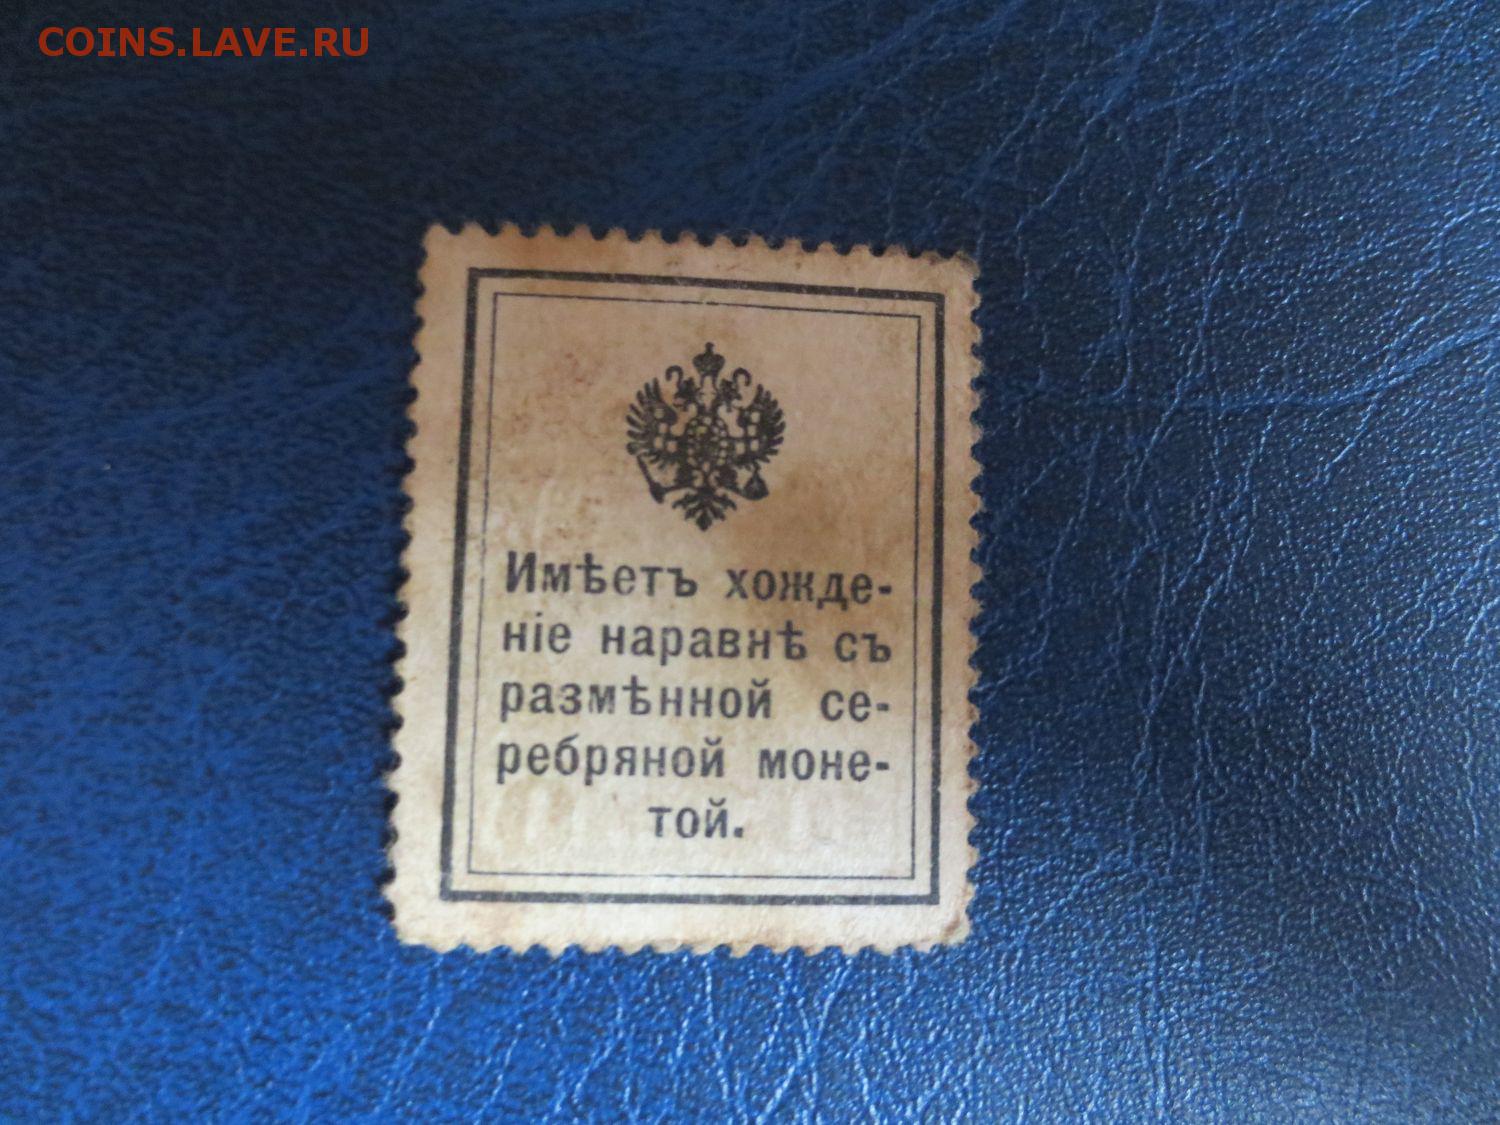 COINS.LAVE.RU
Имѣетъ хожде-
ніе наравнѣ съ
размѣнной се-
ребряной моне-
той.